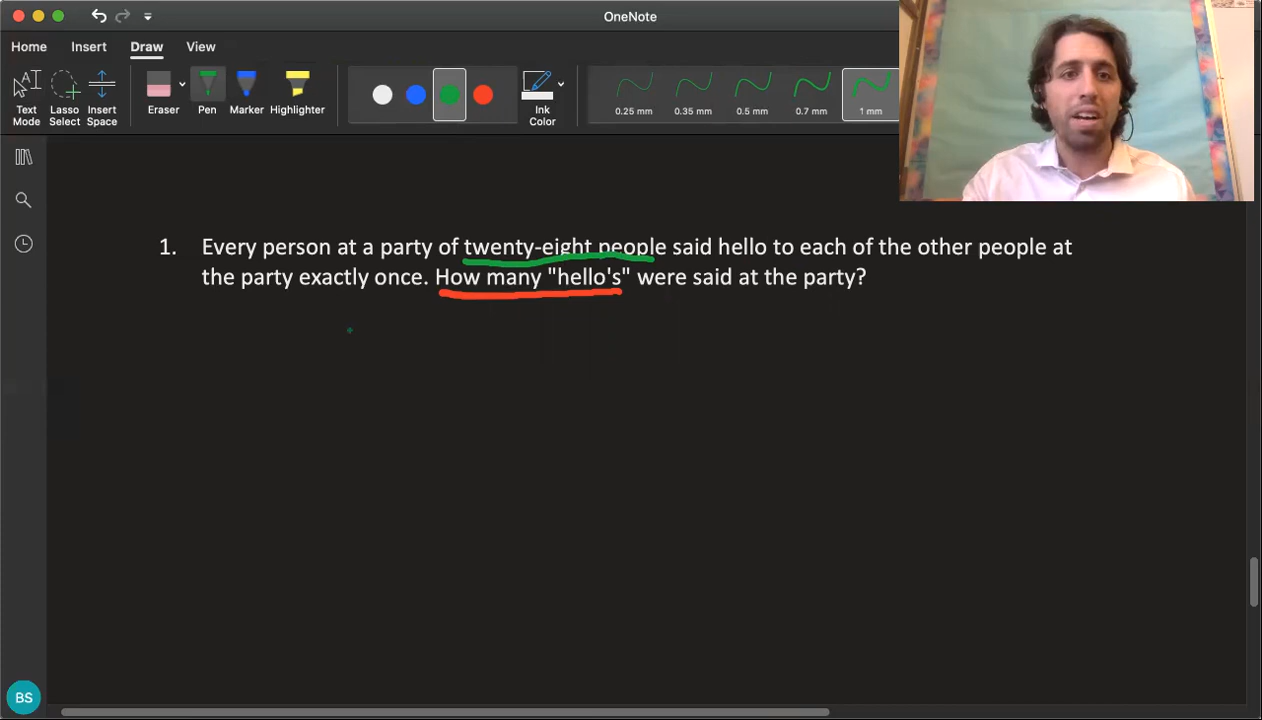 OneNote
Home Insert Draw View
Text Mode
Lasso Select
Insert Space
Eraser
Pen
Marker
Highlighter
Ink Color
0.25 mm
0.35 mm
0.5 mm
0.7 mm
1 mm
1. Every person at a party of twenty-eight people said hello to each of the other people at
the party exactly once. How many "hello's" were said at the party?
BS